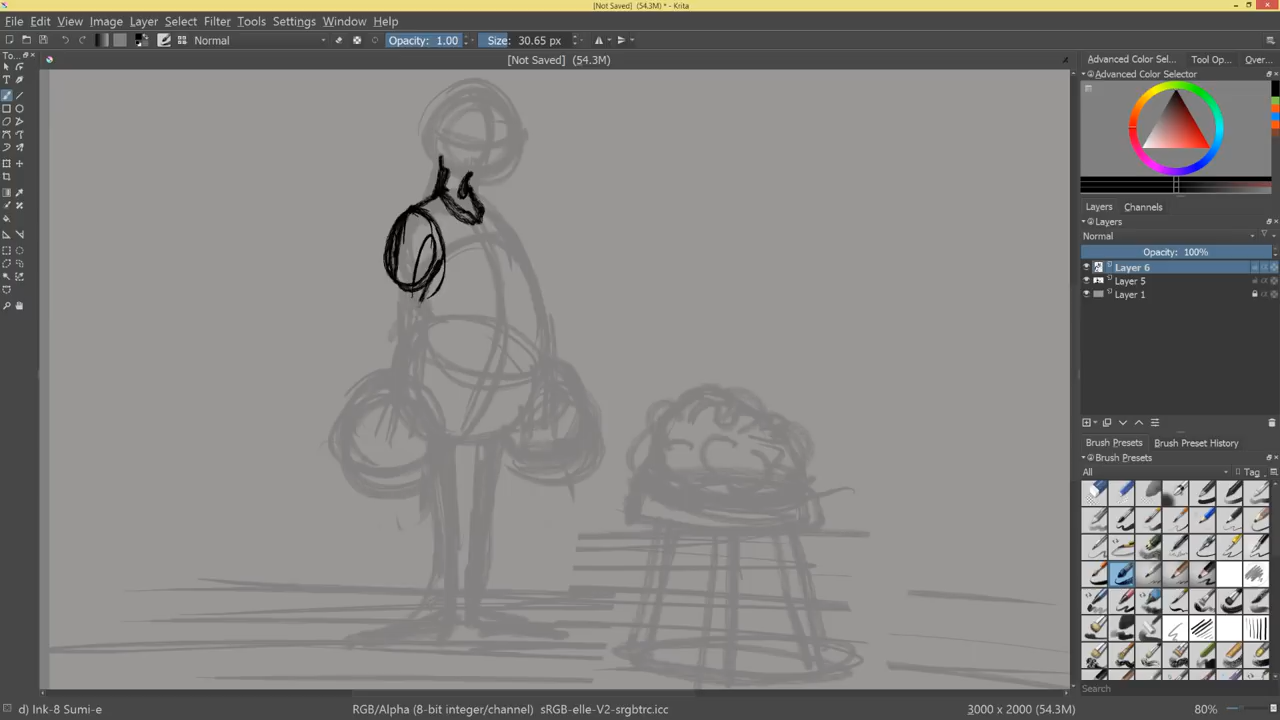 [Not Saved] (54.3M) * - Krita
File Edit View Image Layer Select Filter Tools Settings Window Help
Normal Opacity: 1.00 Size: 30.65 px
[Not Saved] (54.3M)
To...
Advanced Color Sel... Tool Op... Over...
Advanced Color Selector
Layers Channels
Layers
Normal
Opacity: 100%
Layer 6
Layer 5
Layer 1
Brush Presets Brush Preset History
Brush Presets
All Tag
Search
d) Ink-8 Sumi-e RGB/Alpha (8-bit integer/channel) sRGB-elle-V2-srgbtrc.icc 3000 x 2000 (54.3M) 80%